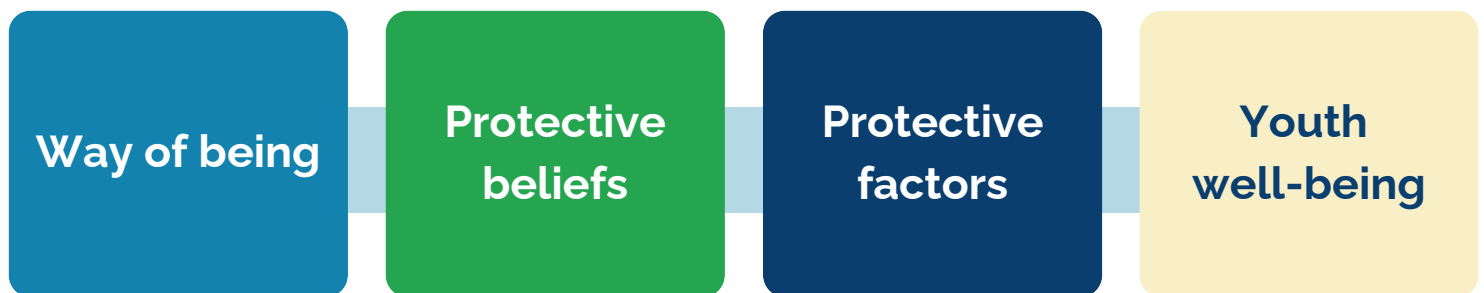 Way of being
Protective
beliefs
Protective
factors
Youth
well-being